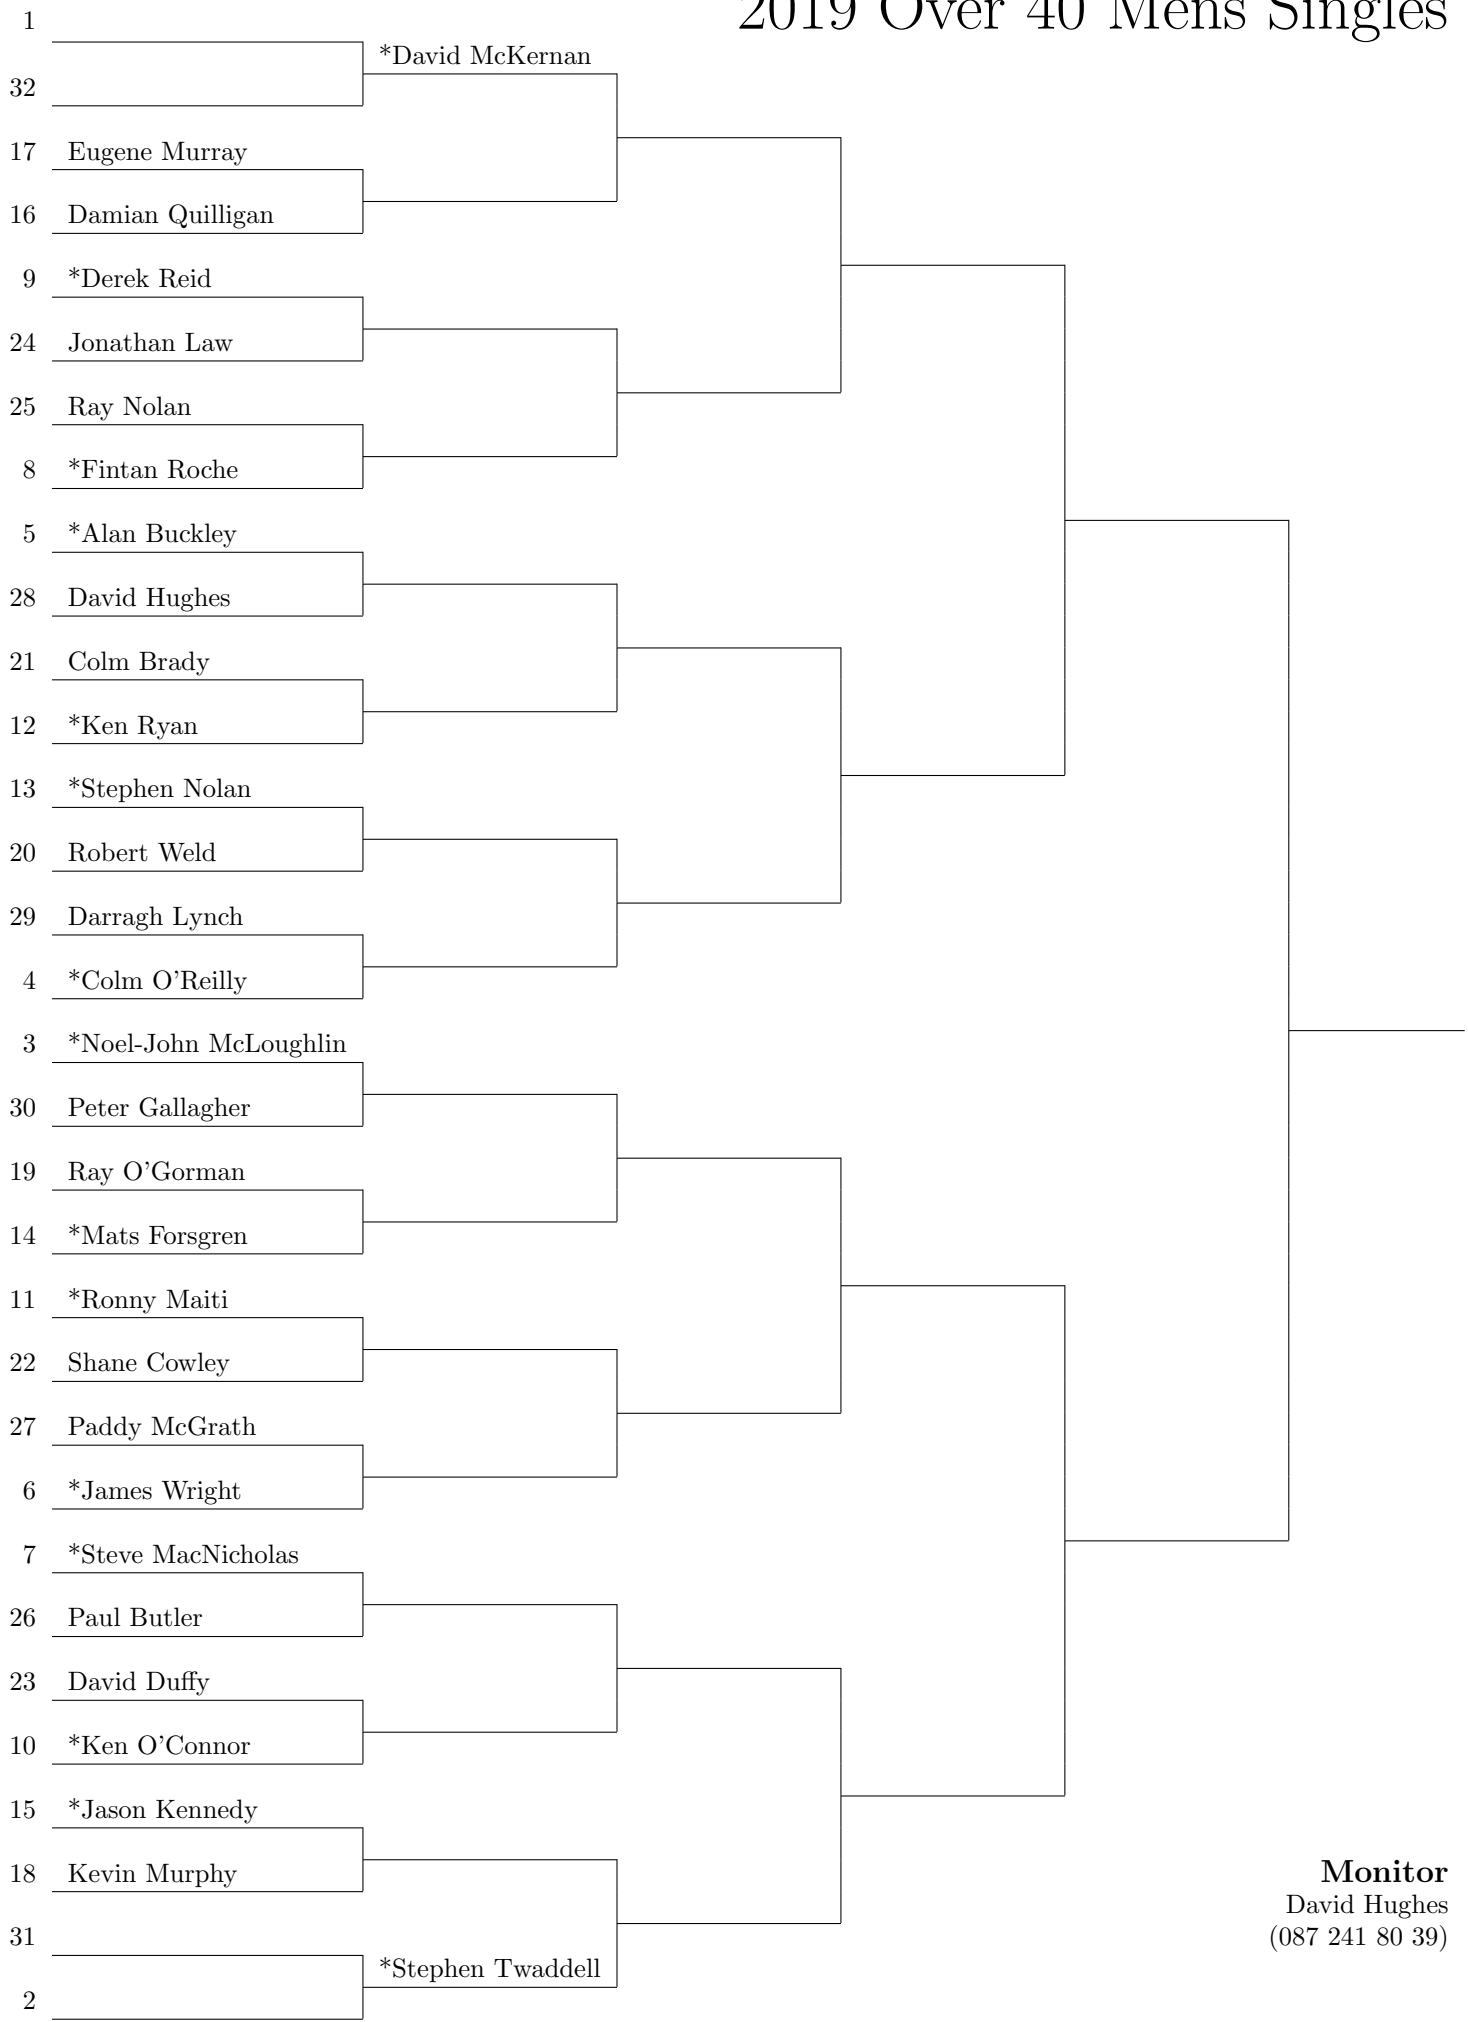 2019 Over 40 Mens Singles
1
*David McKernan
32
17 Eugene Murray
16 Damian Quilligan
9 *Derek Reid
24 Jonathan Law
25 Ray Nolan
8 *Fintan Roche
5 *Alan Buckley
28 David Hughes
21 Colm Brady
12 *Ken Ryan
13 *Stephen Nolan
20 Robert Weld
29 Darragh Lynch
4 *Colm O'Reilly
3 *Noel-John McLoughlin
30 Peter Gallagher
19 Ray O'Gorman
14 *Mats Forsgren
11 *Ronny Maiti
22 Shane Cowley
27 Paddy McGrath
6 *James Wright
7 *Steve MacNicholas
26 Paul Butler
23 David Duffy
10 *Ken O'Connor
15 *Jason Kennedy
18 Kevin Murphy
31
*Stephen Twaddell
2
Monitor
David Hughes
(087 241 80 39)